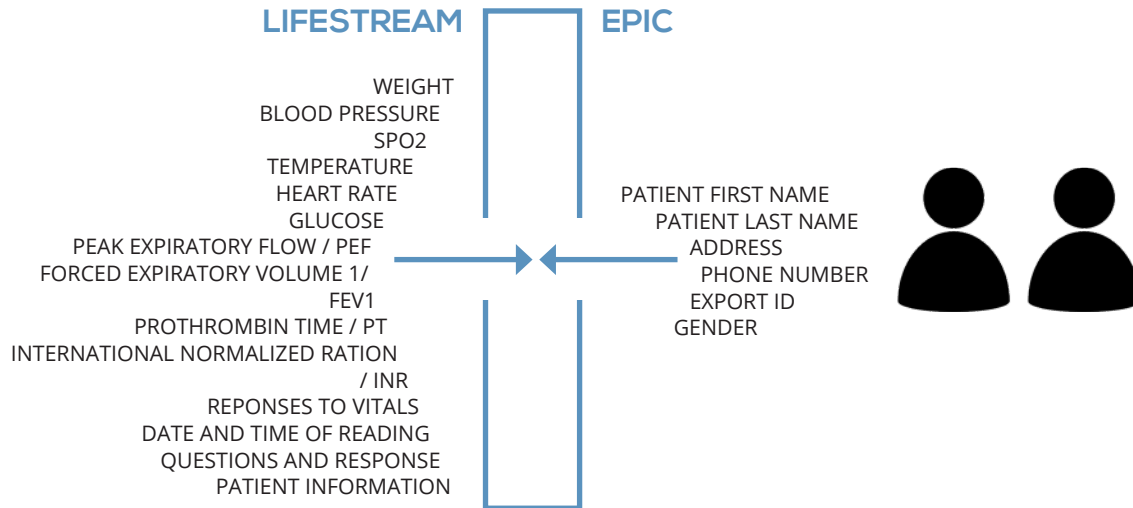 LIFESTREAM
EPIC
WEIGHT
BLOOD PRESSURE
SPO2
TEMPERATURE
HEART RATE
GLUCOSE
PEAK EXPIRATORY FLOW / PEF
FORCED EXPIRATORY VOLUME 1/
FEV1
PROTHROMBIN TIME / PT
INTERNATIONAL NORMALIZED RATION
/ INR
REPONSES TO VITALS
DATE AND TIME OF READING
QUESTIONS AND RESPONSE
PATIENT INFORMATION
PATIENT FIRST NAME
PATIENT LAST NAME
ADDRESS
PHONE NUMBER
EXPORT ID
GENDER